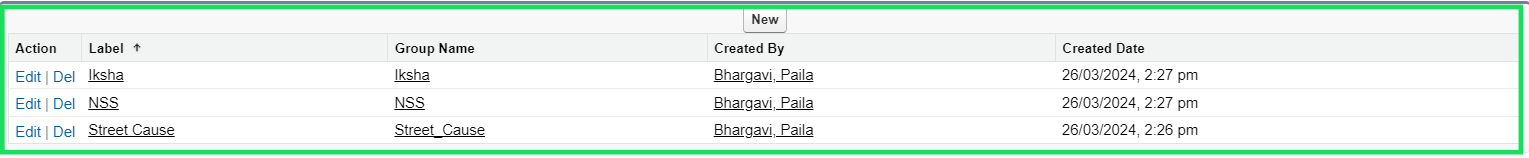 New
Action Label ↑ Group Name Created By Created Date
Edit | Del Iksha Iksha Bhargavi, Paila 26/03/2024, 2:27 pm
Edit | Del NSS NSS Bhargavi, Paila 26/03/2024, 2:27 pm
Edit | Del Street Cause Street_Cause Bhargavi, Paila 26/03/2024, 2:26 pm